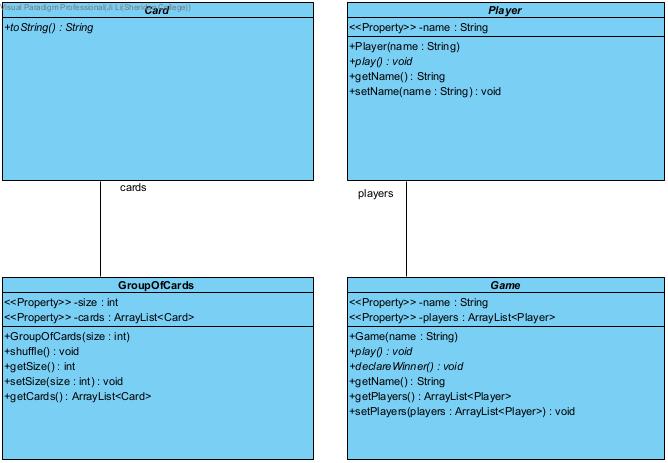 Visual Paradigm Professional(Ji Li(Sheridan College))
Card
+toString() : String
Player
<<Property>> -name : String
+Player(name : String)
+play() : void
+getName() : String
+setName(name : String) : void
cards
players
GroupOfCards
<<Property>> -size : int
<<Property>> -cards : ArrayList<Card>
+GroupOfCards(size : int)
+shuffle() : void
+getSize() : int
+setSize(size : int) : void
+getCards() : ArrayList<Card>
Game
<<Property>> -name : String
<<Property>> -players : ArrayList<Player>
+Game(name : String)
+play() : void
+declareWinner() : void
+getName() : String
+getPlayers() : ArrayList<Player>
+setPlayers(players : ArrayList<Player>) : void